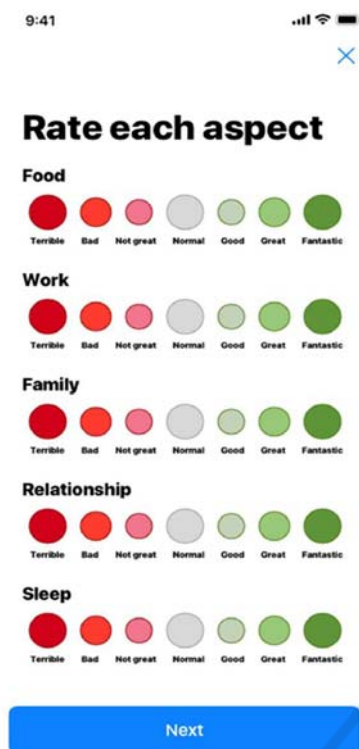 9:41
Rate each aspect
Food
Terrible Bad Not great Normal Good Great Fantastic
Work
Terrible Bad Not great Normal Good Great Fantastic
Family
Terrible Bad Not great Normal Good Great Fantastic
Relationship
Terrible Bad Not great Normal Good Great Fantastic
Sleep
Terrible Bad Not great Normal Good Great Fantastic
Next